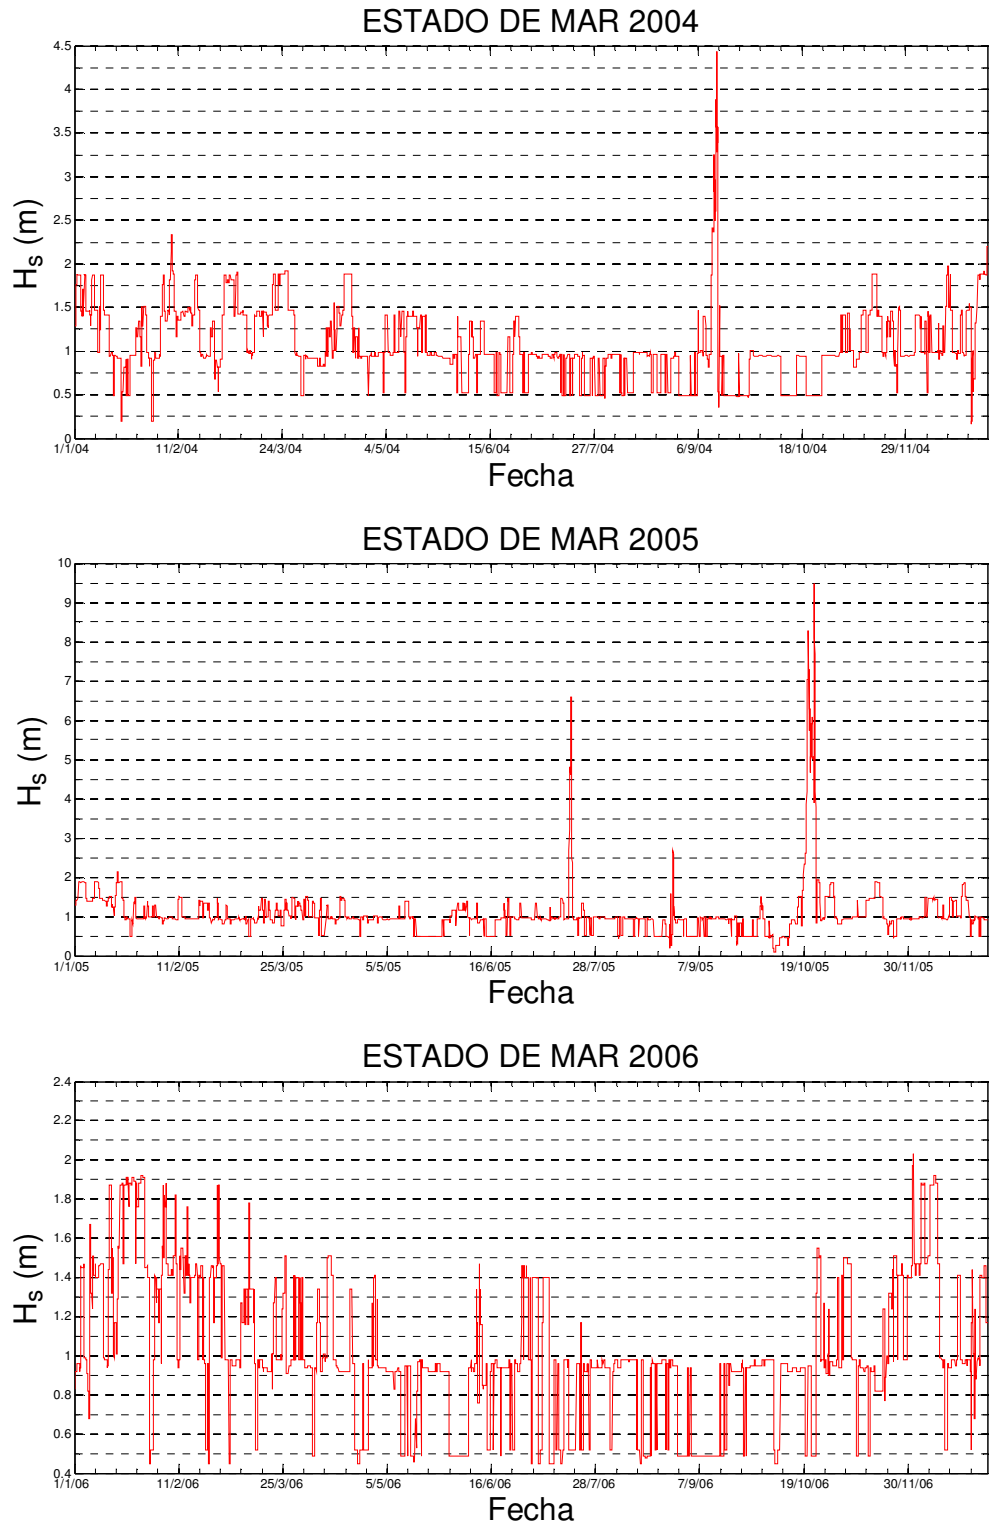 ESTADO DE MAR 2004
4.5
4
3.5
3
2.5
2
1.5
1
0.5
0
Hs (m)
1/1/04 11/2/04 24/3/04 4/5/04 15/6/04 27/7/04 6/9/04 18/10/04 29/11/04
Fecha
ESTADO DE MAR 2005
10
9
8
7
6
5
4
3
2
1
0
Hs (m)
1/1/05 11/2/05 25/3/05 5/5/05 16/6/05 28/7/05 7/9/05 19/10/05 30/11/05
Fecha
ESTADO DE MAR 2006
2.4
2.2
2
1.8
1.6
1.4
1.2
1
0.8
0.6
0.4
Hs (m)
1/1/06 11/2/06 25/3/06 5/5/06 16/6/06 28/7/06 7/9/06 19/10/06 30/11/06
Fecha